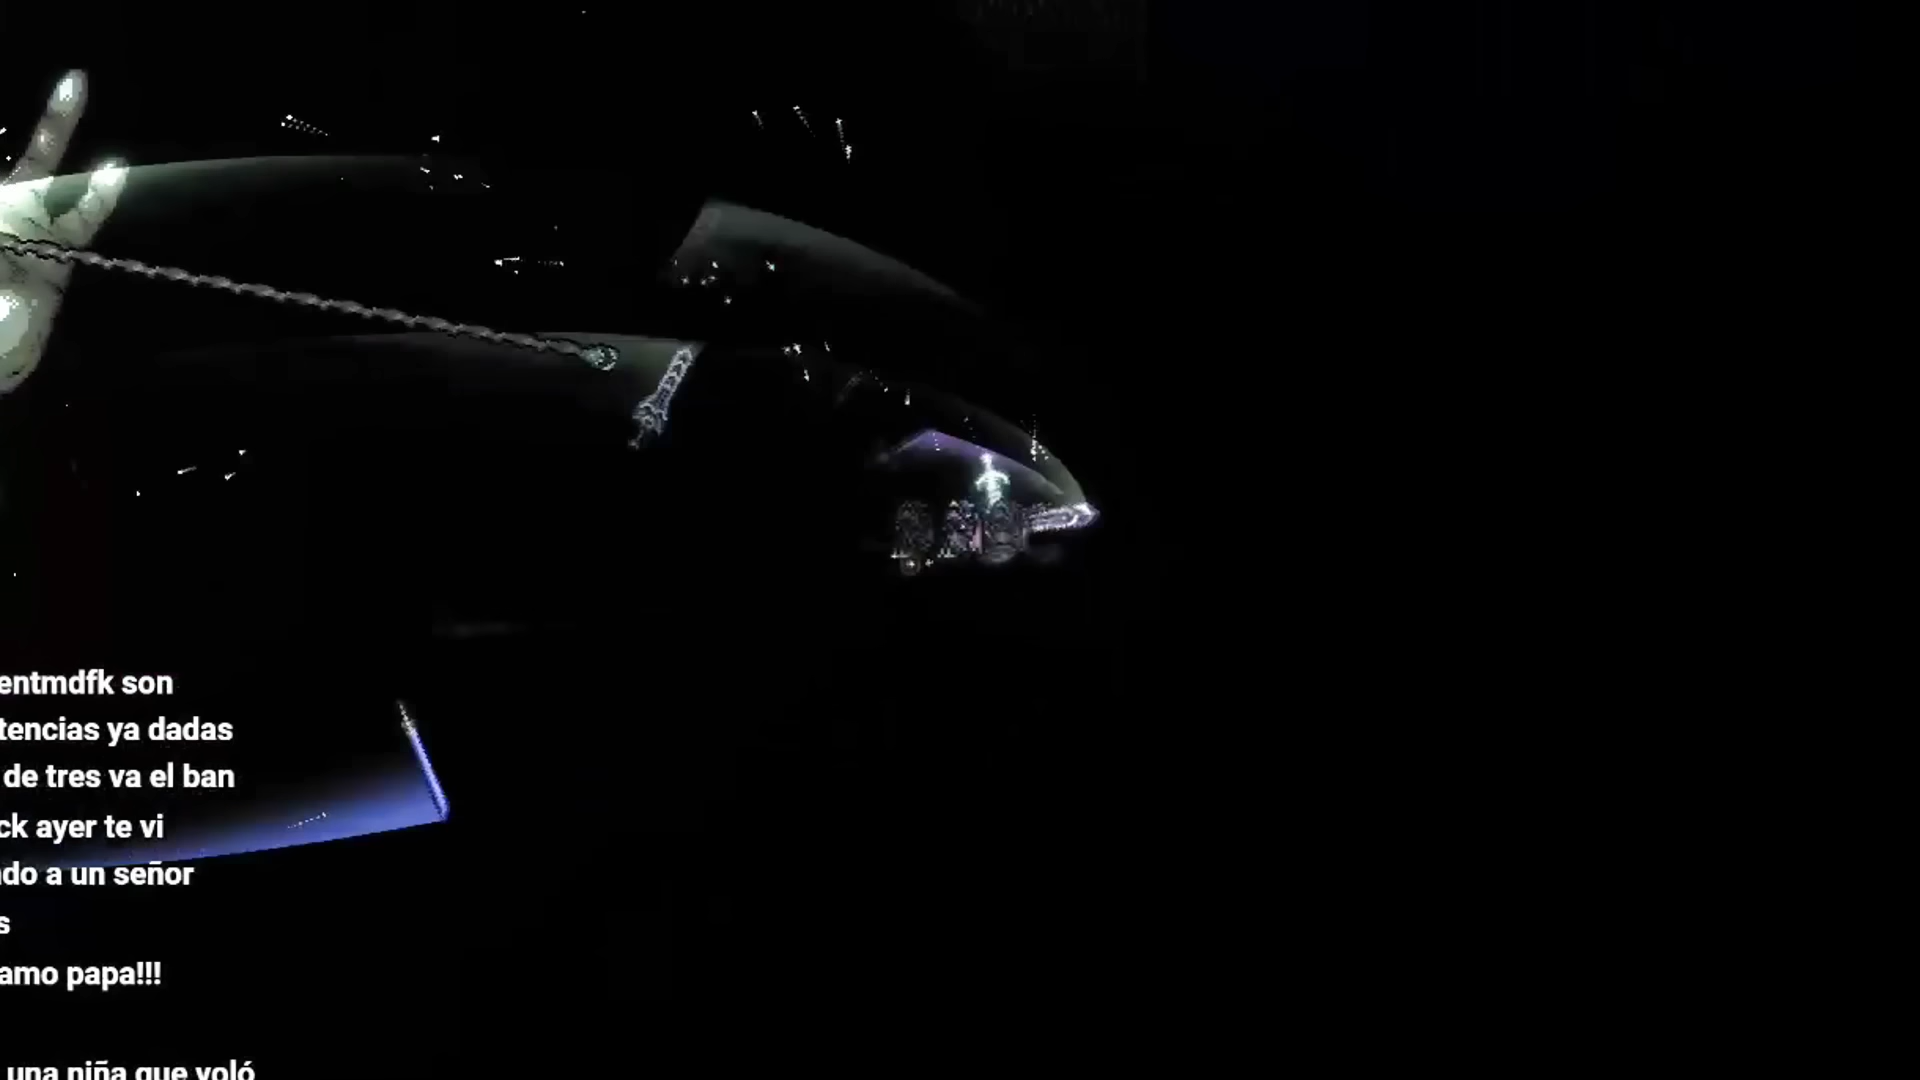 entmdfk son
tencias ya dadas
de tres va el ban
ck ayer te vi
do a un señor
s
amo papa!!!
una niña que voló